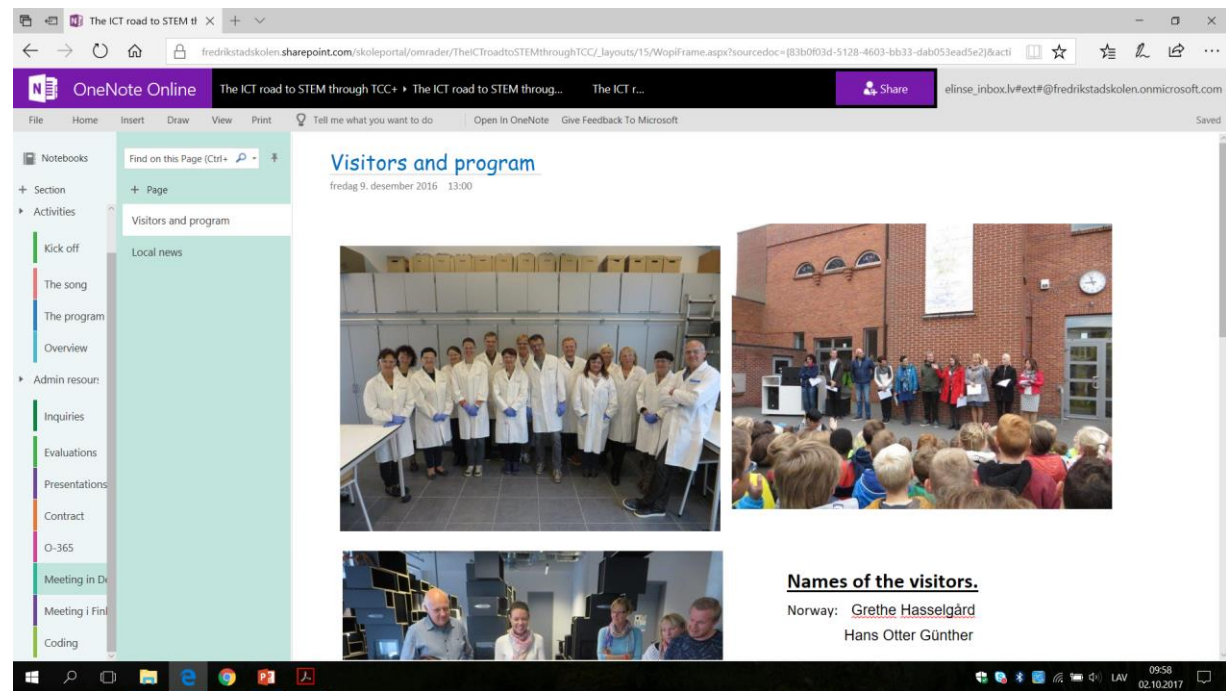 The ICT road to STEM tl
fredrikstadskolen.sharepoint.com/skoleportal/omrader/TheICTroadtoSTEMthroughTCC/_layouts/15/WopiFrame.aspx?sourcedoc={83b0f03d-5128-4603-bb33-dab053ead5e2}&acti
OneNote Online The ICT road to STEM through TCC+ ▸ The ICT road to STEM throug... The ICT r... Share elinse_inbox.lv#ext#@fredrikstadskolen.onmicrosoft.com
File Home Insert Draw View Print Tell me what you want to do Open In OneNote Give Feedback To Microsoft Saved
Notebooks
+ Section
Activities
Kick off
The song
The program
Overview
Admin resour
Inquiries
Evaluations
Presentations
Contract
O-365
Meeting in De
Meeting i Finl
Coding
Find on this Page (Ctrl+
+ Page
Visitors and program
Local news
Visitors and program
fredag 9. desember 2016 13:00
Names of the visitors.
Norway: Grethe Hasselgård
Hans Otter Günther
LAV
09:58
02.10.2017